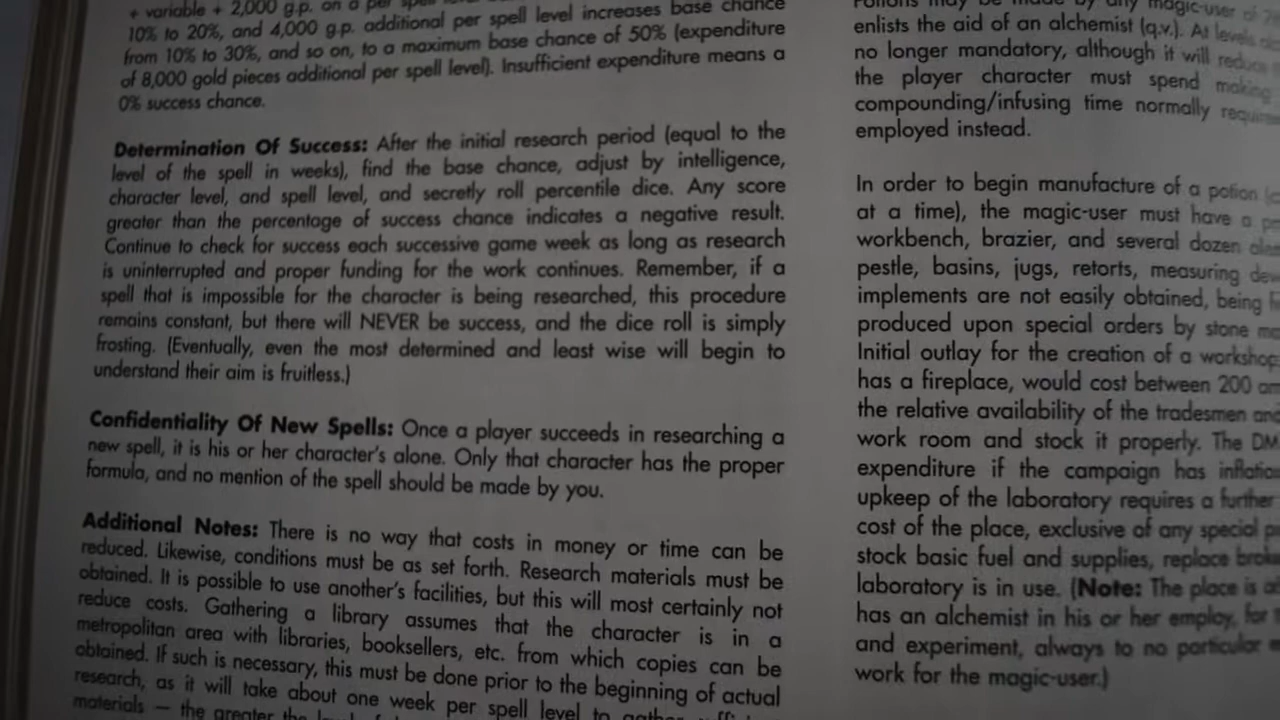 + variable + 2,000 g.p. on a per spell
10% to 20%, and 4,000 g.p. additional per spell level increases base chance
from 10% to 30%, and so on, to a maximum base chance of 50% (expenditure
of 8,000 gold pieces additional per spell level). Insufficient expenditure means a
0% success chance.
Determination Of Success: After the initial research period (equal to the
level of the spell in weeks), find the base chance, adjust by intelligence,
character level, and spell level, and secretly roll percentile dice. Any score
greater than the percentage of success chance indicates a negative result.
Continue to check for success each successive game week as long as research
is uninterrupted and proper funding for the work continues. Remember, if a
spell that is impossible for the character is being researched, this procedure
remains constant, but there will NEVER be success, and the dice roll is simply
frosting. (Eventually, even the most determined and least wise will begin to
understand their aim is fruitless.)
Confidentiality Of New Spells: Once a player succeeds in researching a
new spell, it is his or her character's alone. Only that character has the proper
formula, and no mention of the spell should be made by you.
Additional Notes: There is no way that costs in money or time can be
reduced. Likewise, conditions must be as set forth. Research materials must be
obtained. It is possible to use another's facilities, but this will most certainly not
reduce costs. Gathering a library assumes that the character is in a
metropolitan area with libraries, booksellers, etc. from which copies can be
obtained. If such is necessary, this must be done prior to the beginning of actual
research, as it will take about one week per spell level to gather
materials — the greater the
Potions may be made by any magic-user of
enlists the aid of an alchemist (q.v.). At levels
no longer mandatory, although it will reduce
the player character must spend making
compounding/infusing time normally
employed instead.
In order to begin manufacture of a potion
at a time), the magic-user must have a
workbench, brazier, and several dozen
pestle, basins, jugs, retorts, measuring
implements are not easily obtained, being
produced upon special orders by stone
Initial outlay for the creation of a workshop
has a fireplace, would cost between 200
the relative availability of the tradesmen
work room and stock it properly. The DM
expenditure if the campaign has
upkeep of the laboratory requires a further
cost of the place, exclusive of any special
stock basic fuel and supplies, replace
laboratory is in use. (Note: The place is
has an alchemist in his or her employ, for
and experiment, always to no particular
work for the magic-user.)